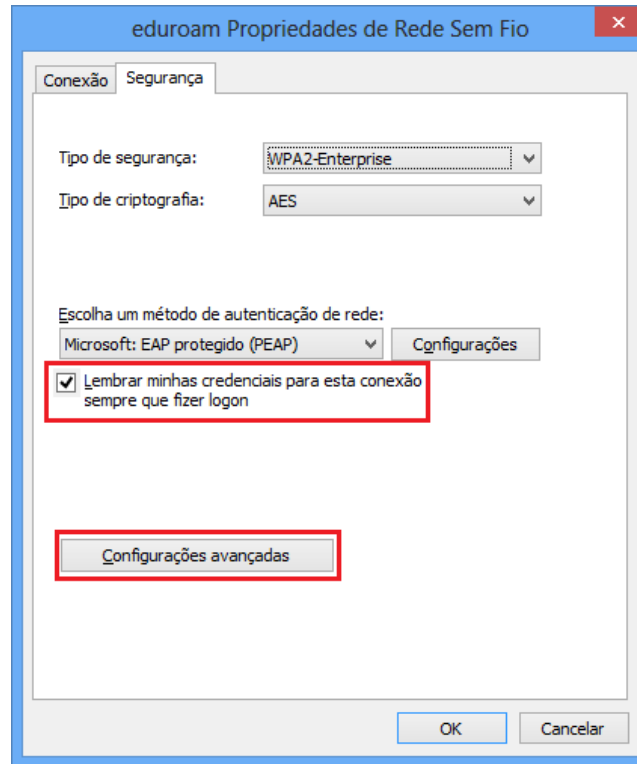 eduroam Propriedades de Rede Sem Fio
Conexão
Segurança
Tipo de segurança:
WPA2-Enterprise
Tipo de criptografia:
AES
Escolha um método de autenticação de rede:
Microsoft: EAP protegido (PEAP)
Configurações
Lembrar minhas credenciais para esta conexão
sempre que fizer logon
Configurações avançadas
OK
Cancelar